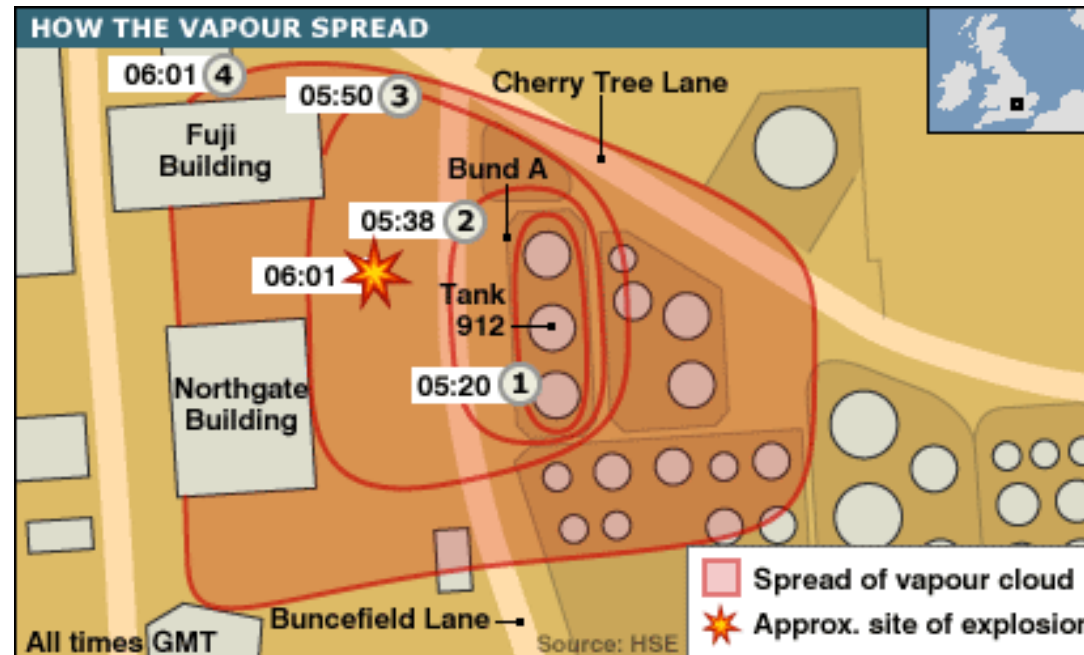 HOW THE VAPOUR SPREAD
06:01 4
05:50 3
Cherry Tree Lane
Fuji
Building
Bund A
05:38 2
06:01
Tank
912
05:20 1
Northgate
Building
Buncefield Lane
All times GMT
Source: HSE
Spread of vapour cloud
Approx. site of explosion